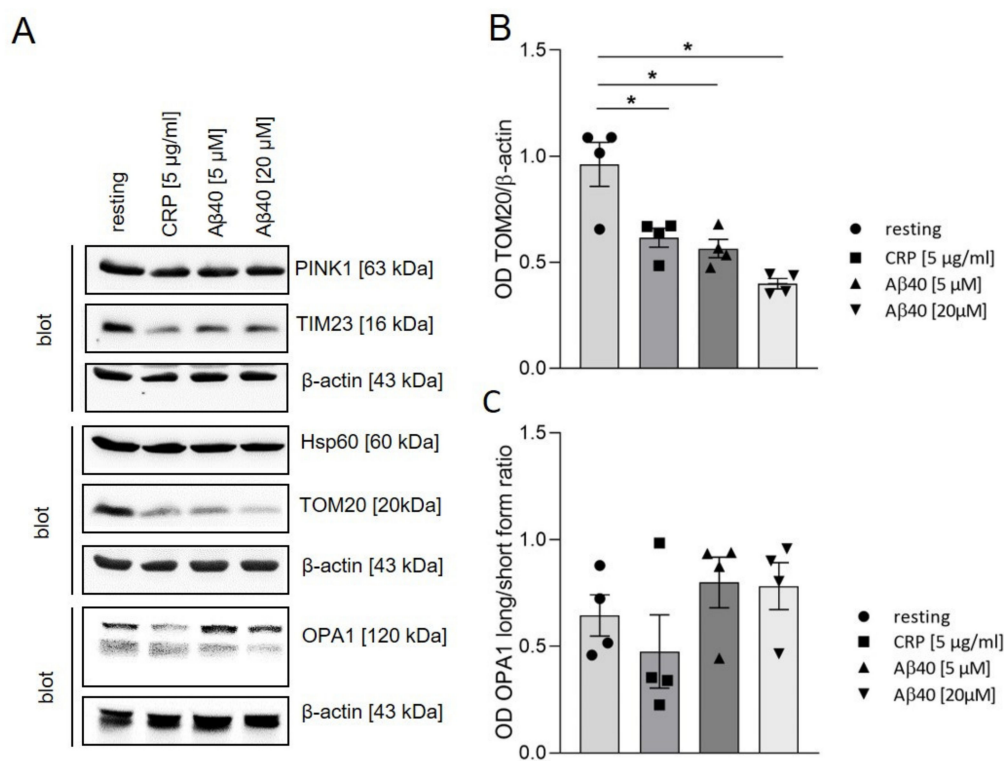 A
resting
CRP [5 µg/ml]
Aβ40 [5 µM]
Aβ40 [20 µM]
blot
PINK1 [63 kDa]
TIM23 [16 kDa]
β-actin [43 kDa]
blot
Hsp60 [60 kDa]
TOM20 [20kDa]
β-actin [43 kDa]
blot
OPA1 [120 kDa]
β-actin [43 kDa]
B
OD TOM20/β-actin
1.5
1.0
0.5
0.0
*
*
*
resting
CRP [5 µg/ml]
Aβ40 [5 µM]
Aβ40 [20µM]
C
OD OPA1 long/short form ratio
1.5
1.0
0.5
0.0
resting
CRP [5 µg/ml]
Aβ40 [5 µM]
Aβ40 [20µM]